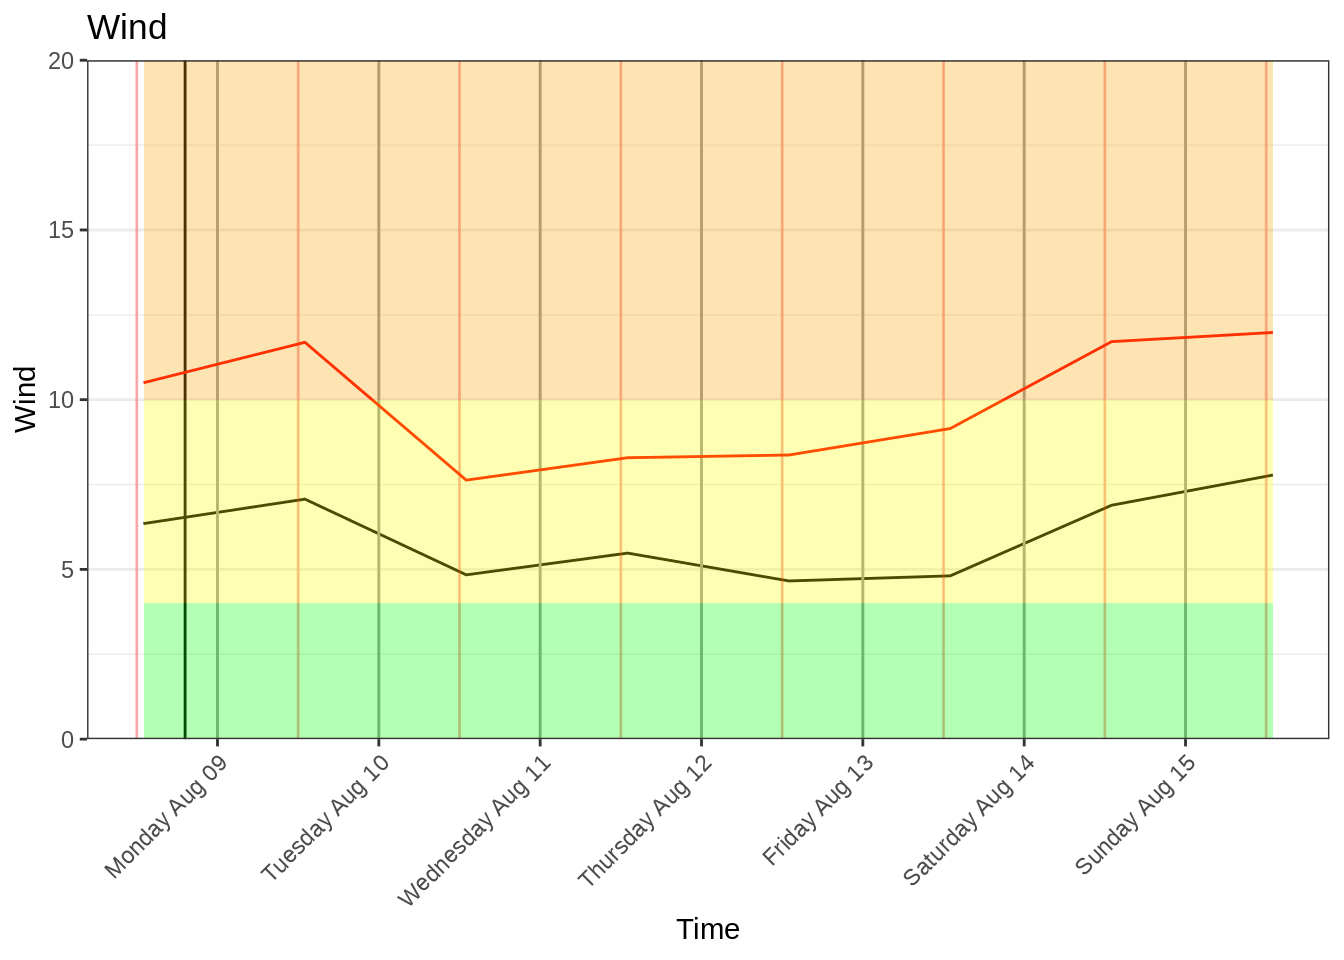 Wind
20
15
10
5
0
Wind
Monday Aug 09
Tuesday Aug 10
Wednesday Aug 11
Thursday Aug 12
Friday Aug 13
Saturday Aug 14
Sunday Aug 15
Time